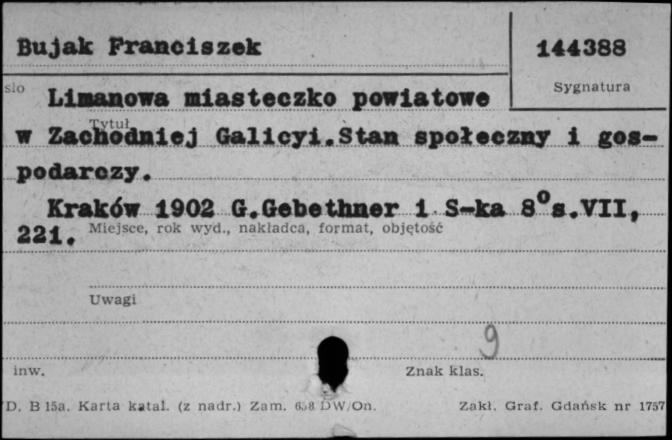 Bujak Franciszek
144388
sło
Sygnatura
Limanowa miasteczko powiatowe
Tytuł
w Zachodniej Galicyi.Stan społeczny i gos-
podarczy.
Kraków 1902 G.Gebethner i S-ka 8°s.VII,
221.
Miejsce, rok wyd., nakładca, format, objętość
Uwagi
9
inw.
Znak klas.
D. B 15a. Karta katal. (z nadr.) Zam. 658 DW/On.
Zakł. Graf. Gdańsk nr 1757